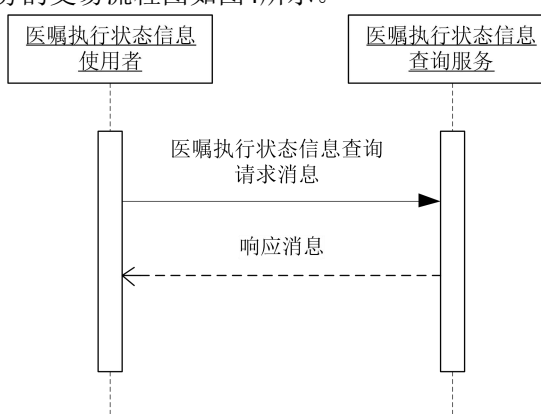 的交易流程图如图4所示。
医嘱执行状态信息
使用者
医嘱执行状态信息
查询服务
医嘱执行状态信息查询
请求消息
响应消息